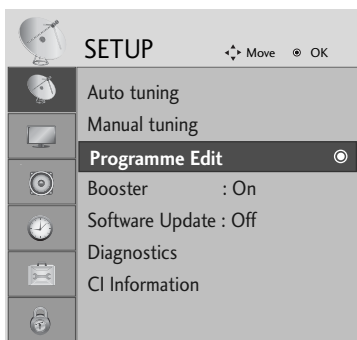 SETUP Move OK
Auto tuning
Manual tuning
Programme Edit
Booster : On
Software Update : Off
Diagnostics
CI Information